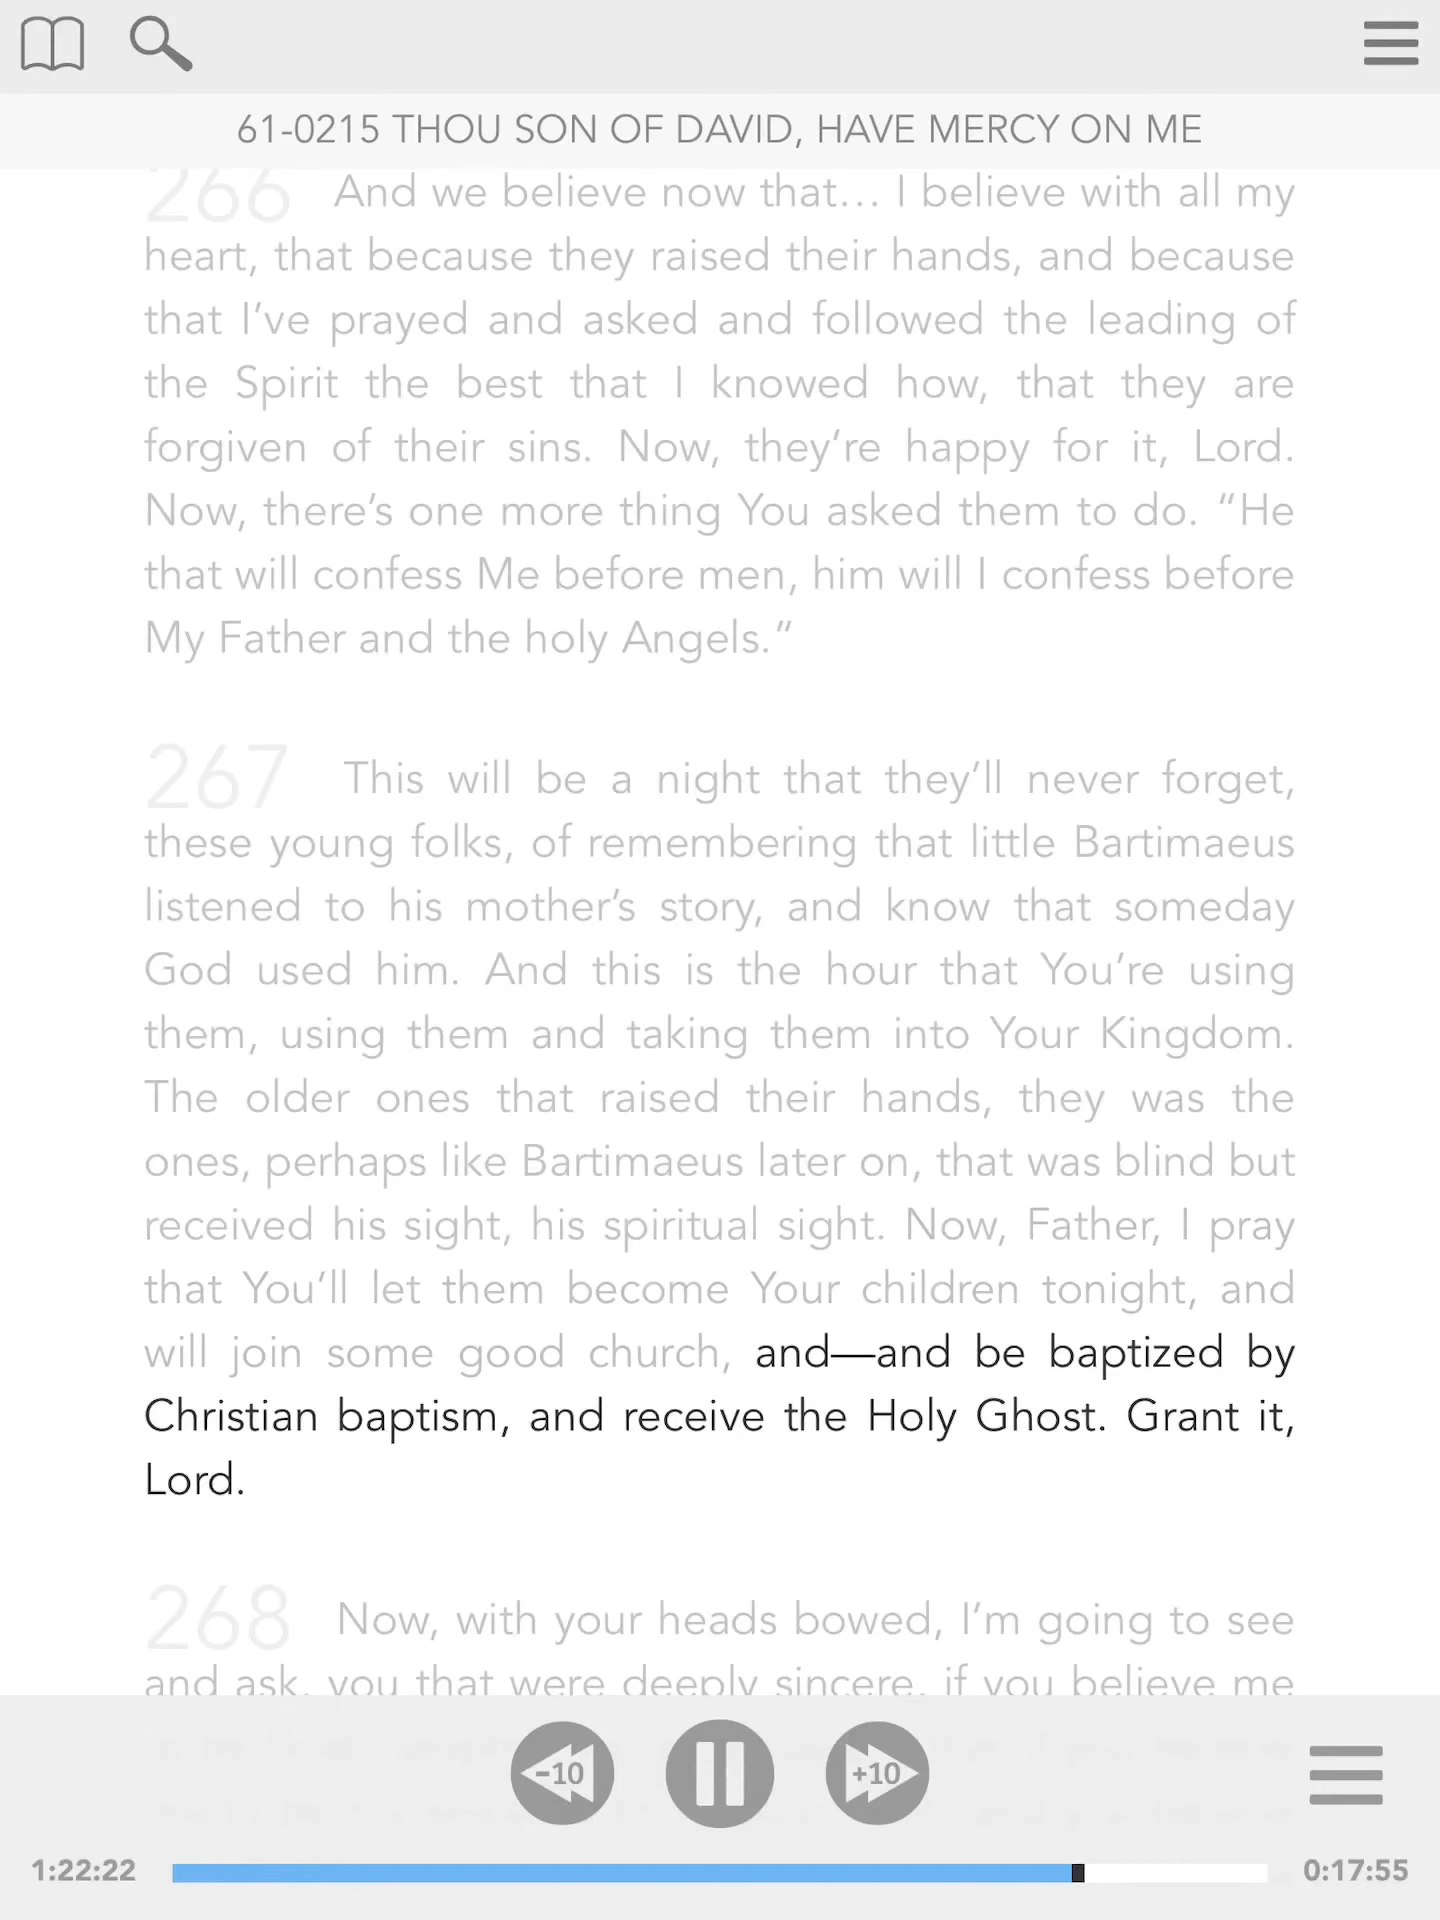 61-0215 THOU SON OF DAVID, HAVE MERCY ON ME
266 And we believe now that… I believe with all my
heart, that because they raised their hands, and because
that I’ve prayed and asked and followed the leading of
the Spirit the best that I knowed how, that they are
forgiven of their sins. Now, they’re happy for it, Lord.
Now, there’s one more thing You asked them to do. “He
that will confess Me before men, him will I confess before
My Father and the holy Angels.”
267 This will be a night that they’ll never forget,
these young folks, of remembering that little Bartimaeus
listened to his mother’s story, and know that someday
God used him. And this is the hour that You’re using
them, using them and taking them into Your Kingdom.
The older ones that raised their hands, they was the
ones, perhaps like Bartimaeus later on, that was blind but
received his sight, his spiritual sight. Now, Father, I pray
that You’ll let them become Your children tonight, and
will join some good church, and—and be baptized by
Christian baptism, and receive the Holy Ghost. Grant it,
Lord.
268 Now, with your heads bowed, I’m going to see
and ask, you that were deeply sincere, if you believe me
-10 +10
1:22:22 0:17:55